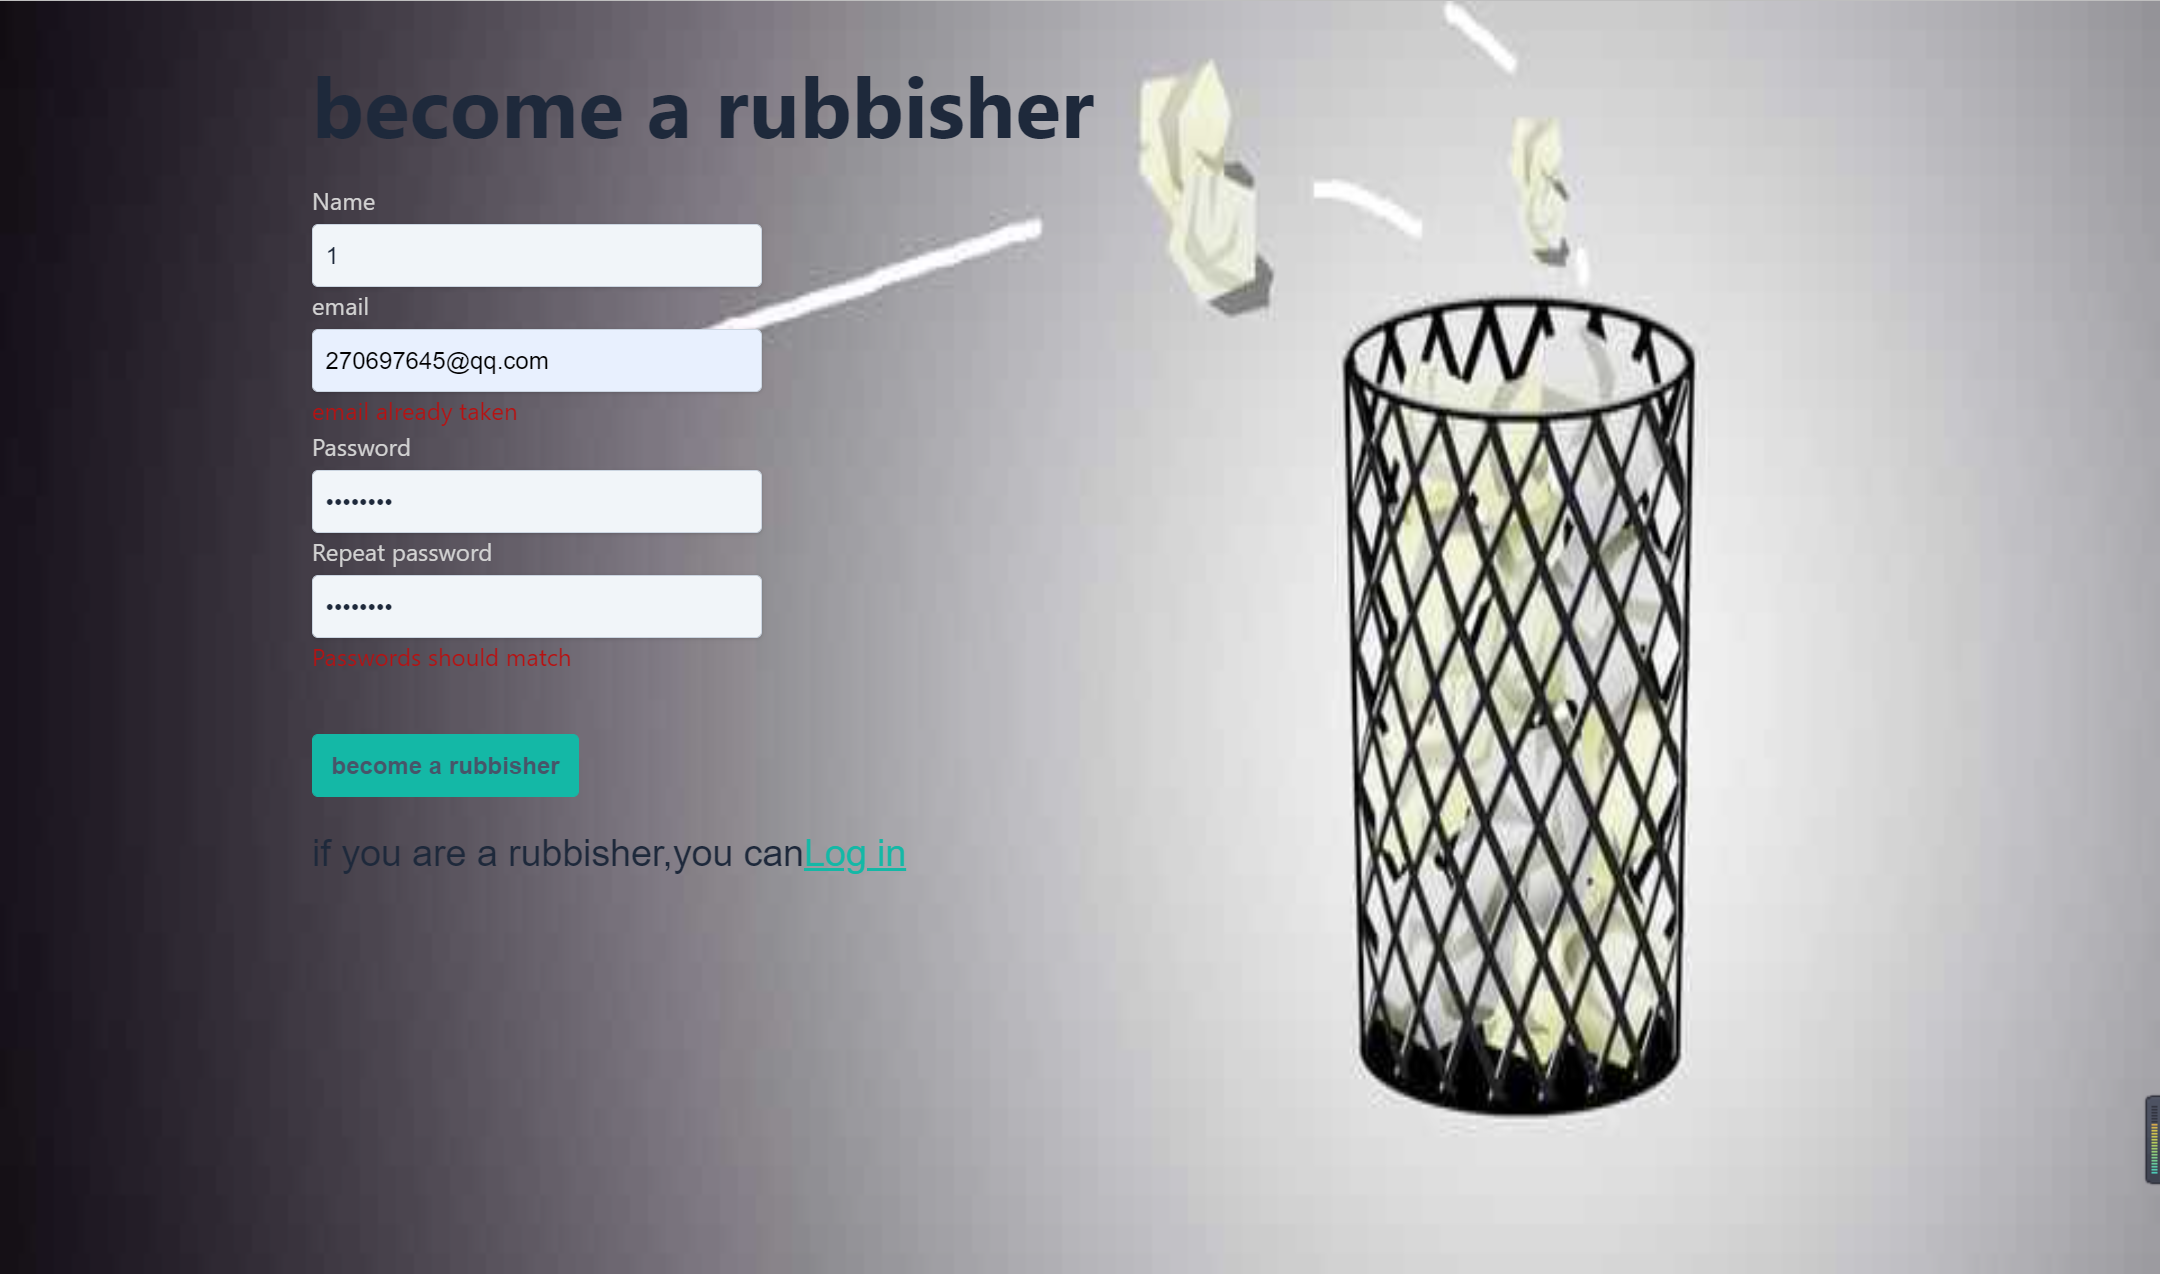 become a rubbisher
Name
1
email
270697645@qq.com
email already taken
Password
••••••••
Repeat password
••••••••
Passwords should match
become a rubbisher
if you are a rubbisher,you canLog in